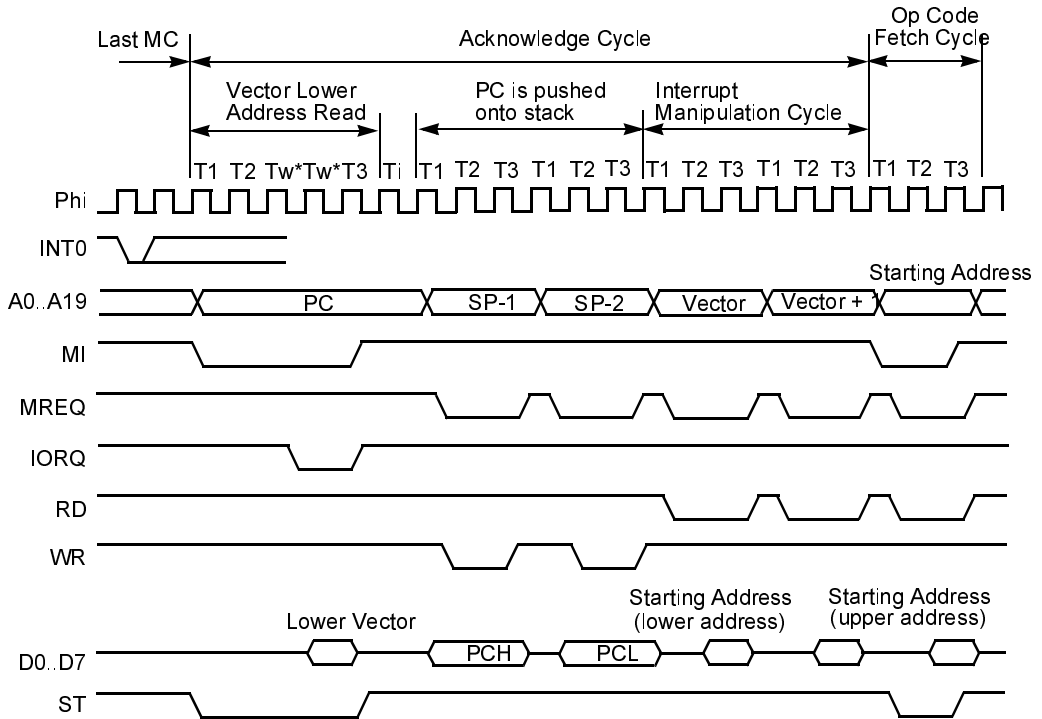 Op Code
Last MC Acknowledge Cycle Fetch Cycle
Vector Lower PC is pushed Interrupt
Address Read onto stack Manipulation Cycle
T1 T2 Tw* Tw* T3 Ti T1 T2 T3 T1 T2 T3 T1 T2 T3 T1 T2 T3 T1 T2 T3
Phi
INT0
Starting Address
A0..A19 PC SP-1 SP-2 Vector Vector + 1
MI
MREQ
IORQ
RD
WR
Starting Address Starting Address
Lower Vector (lower address) (upper address)
D0..D7 PCH PCL
ST